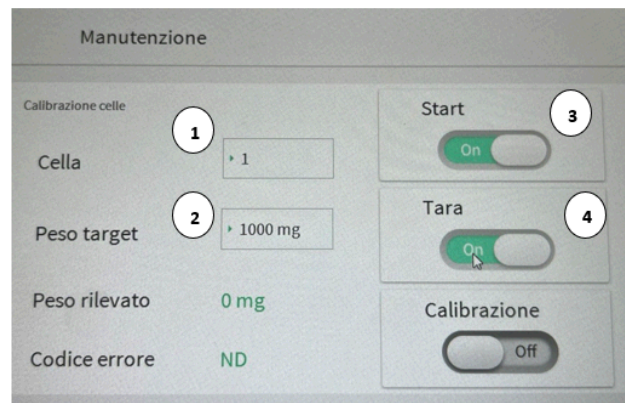 Manutenzione
Calibrazione celle
1
Cella
1
2
Peso target
1000 mg
Peso rilevato
0 mg
Codice errore
ND
Start
3
On
Tara
4
On
Calibrazione
Off